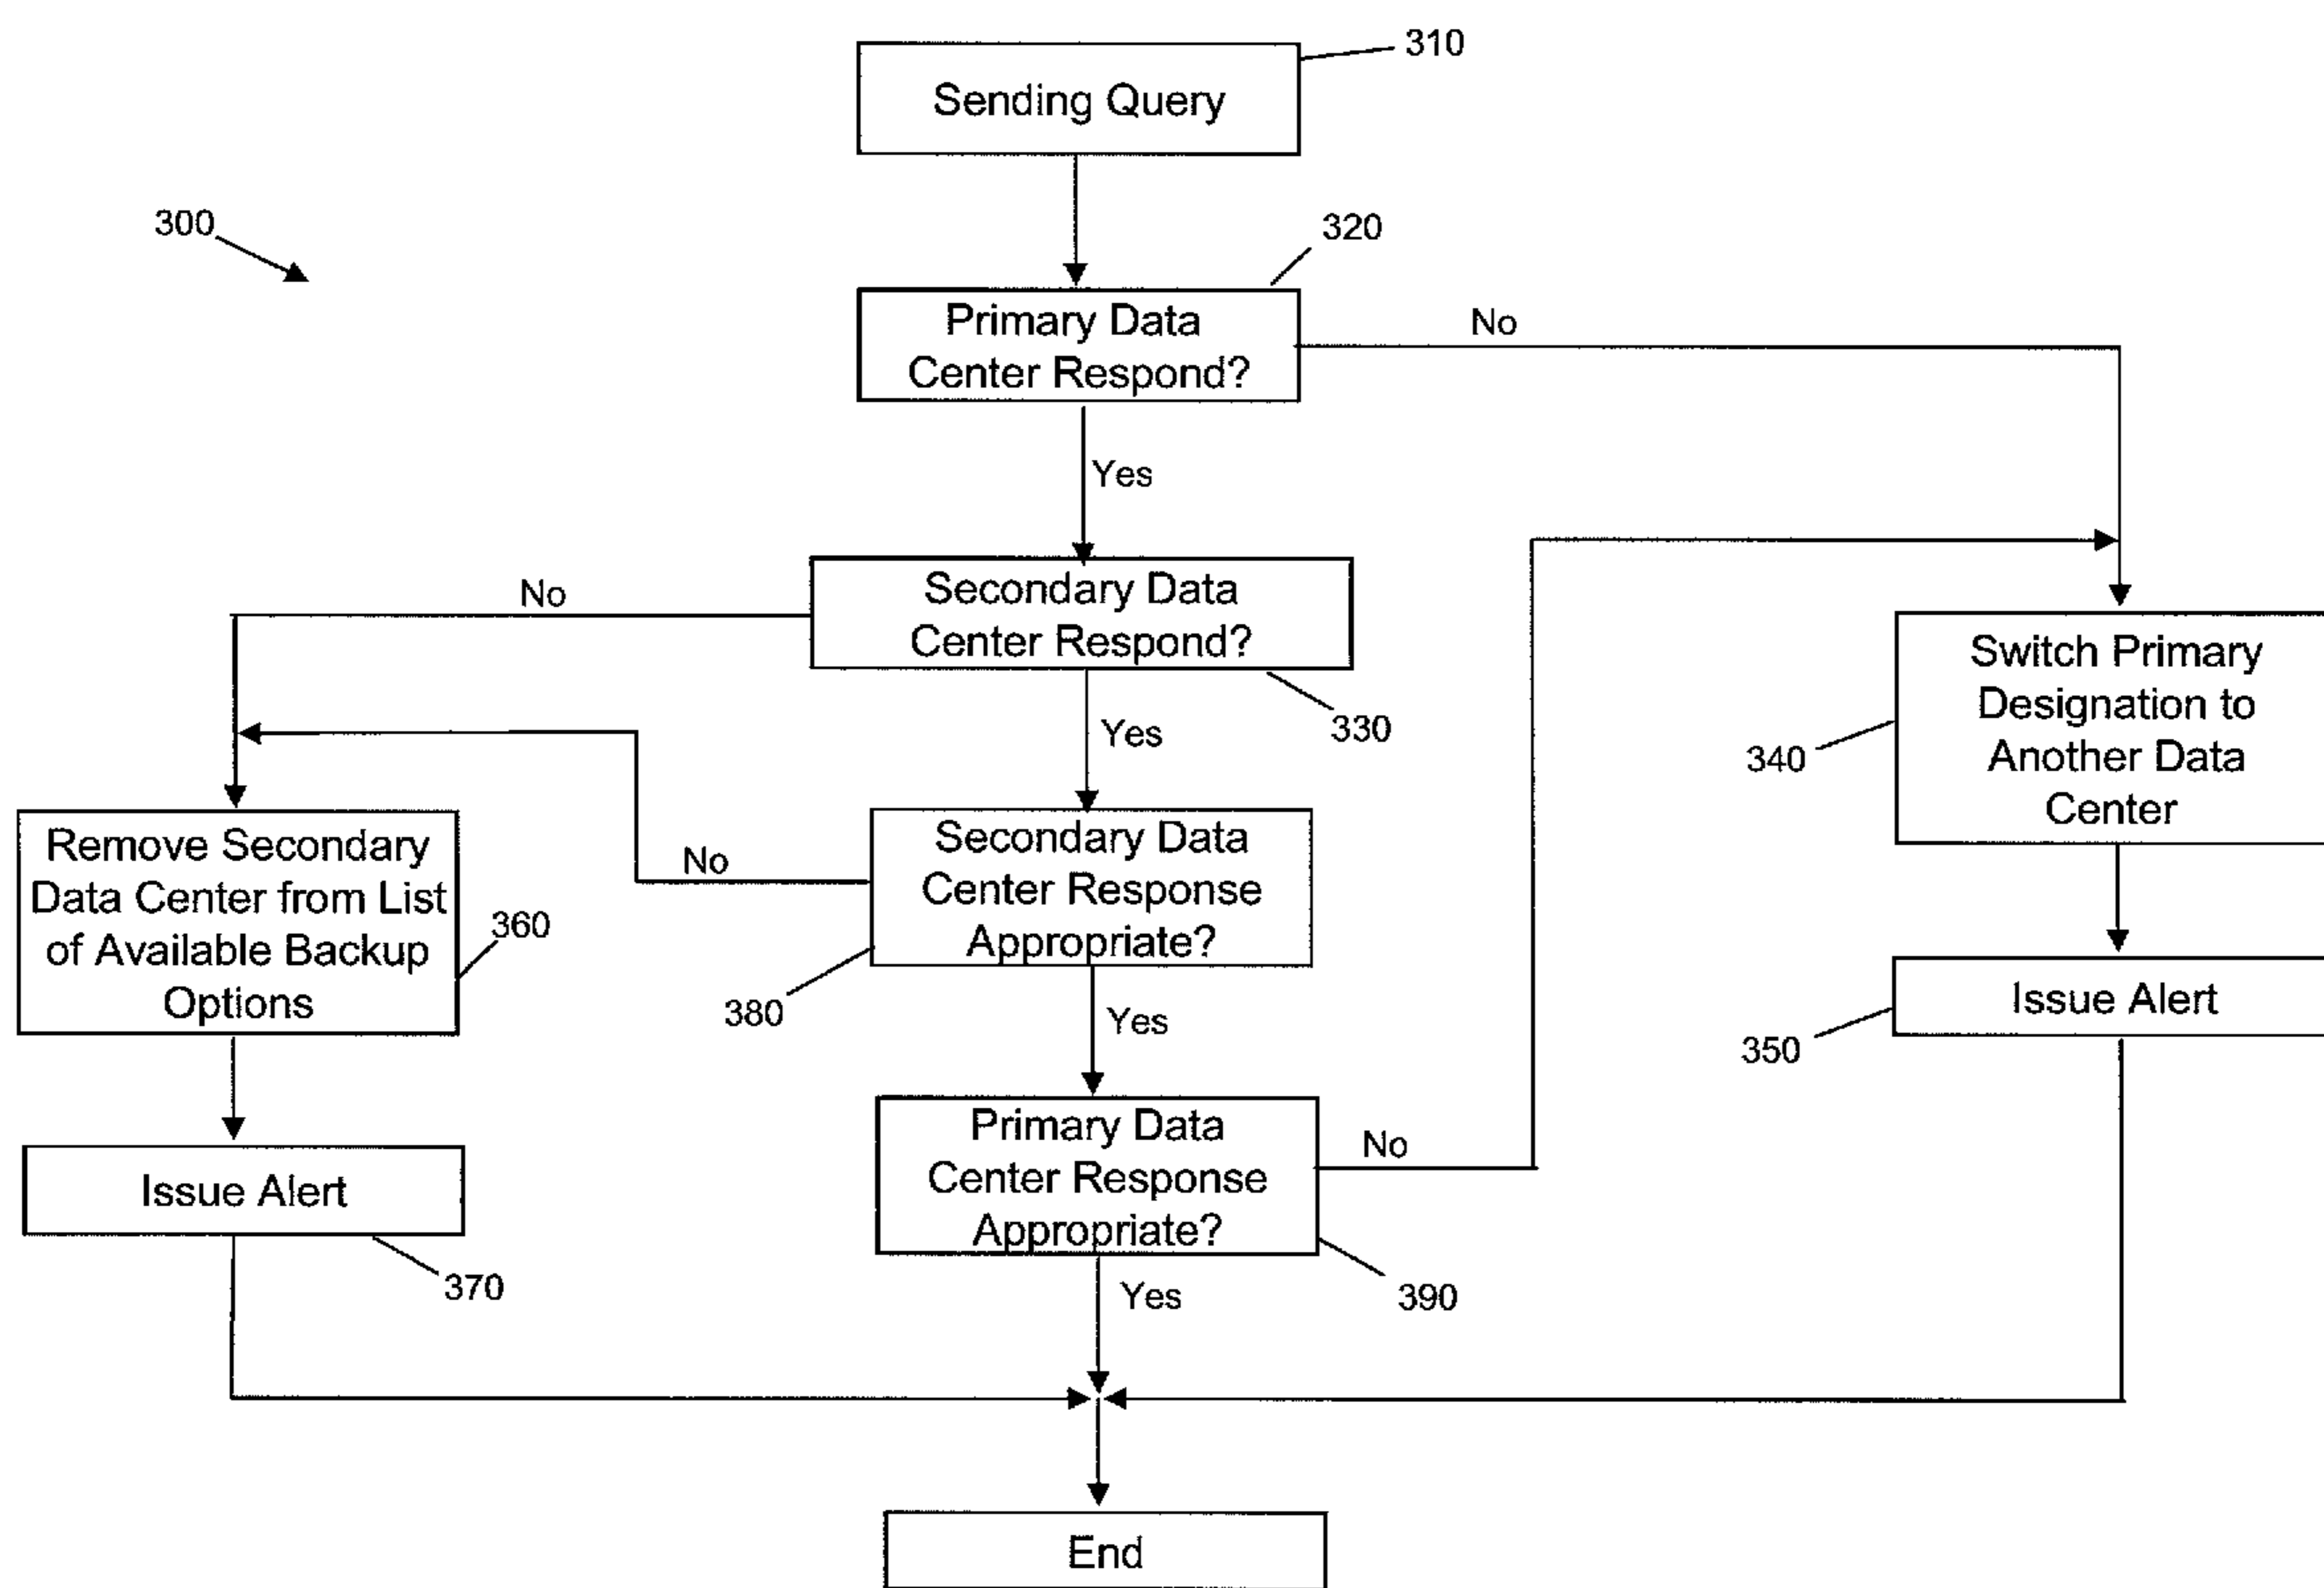 310
Sending Query
300
320
Primary Data
Center Respond?
No
Yes
Secondary Data
Center Respond?
No
330
Yes
Switch Primary
Designation to
Another Data
Center
340
Remove Secondary
Data Center from List
of Available Backup
Options
360
Secondary Data
Center Response
Appropriate?
No
380
Yes
Issue Alert
350
Primary Data
Center Response
Appropriate?
No
390
Yes
Issue Alert
370
End